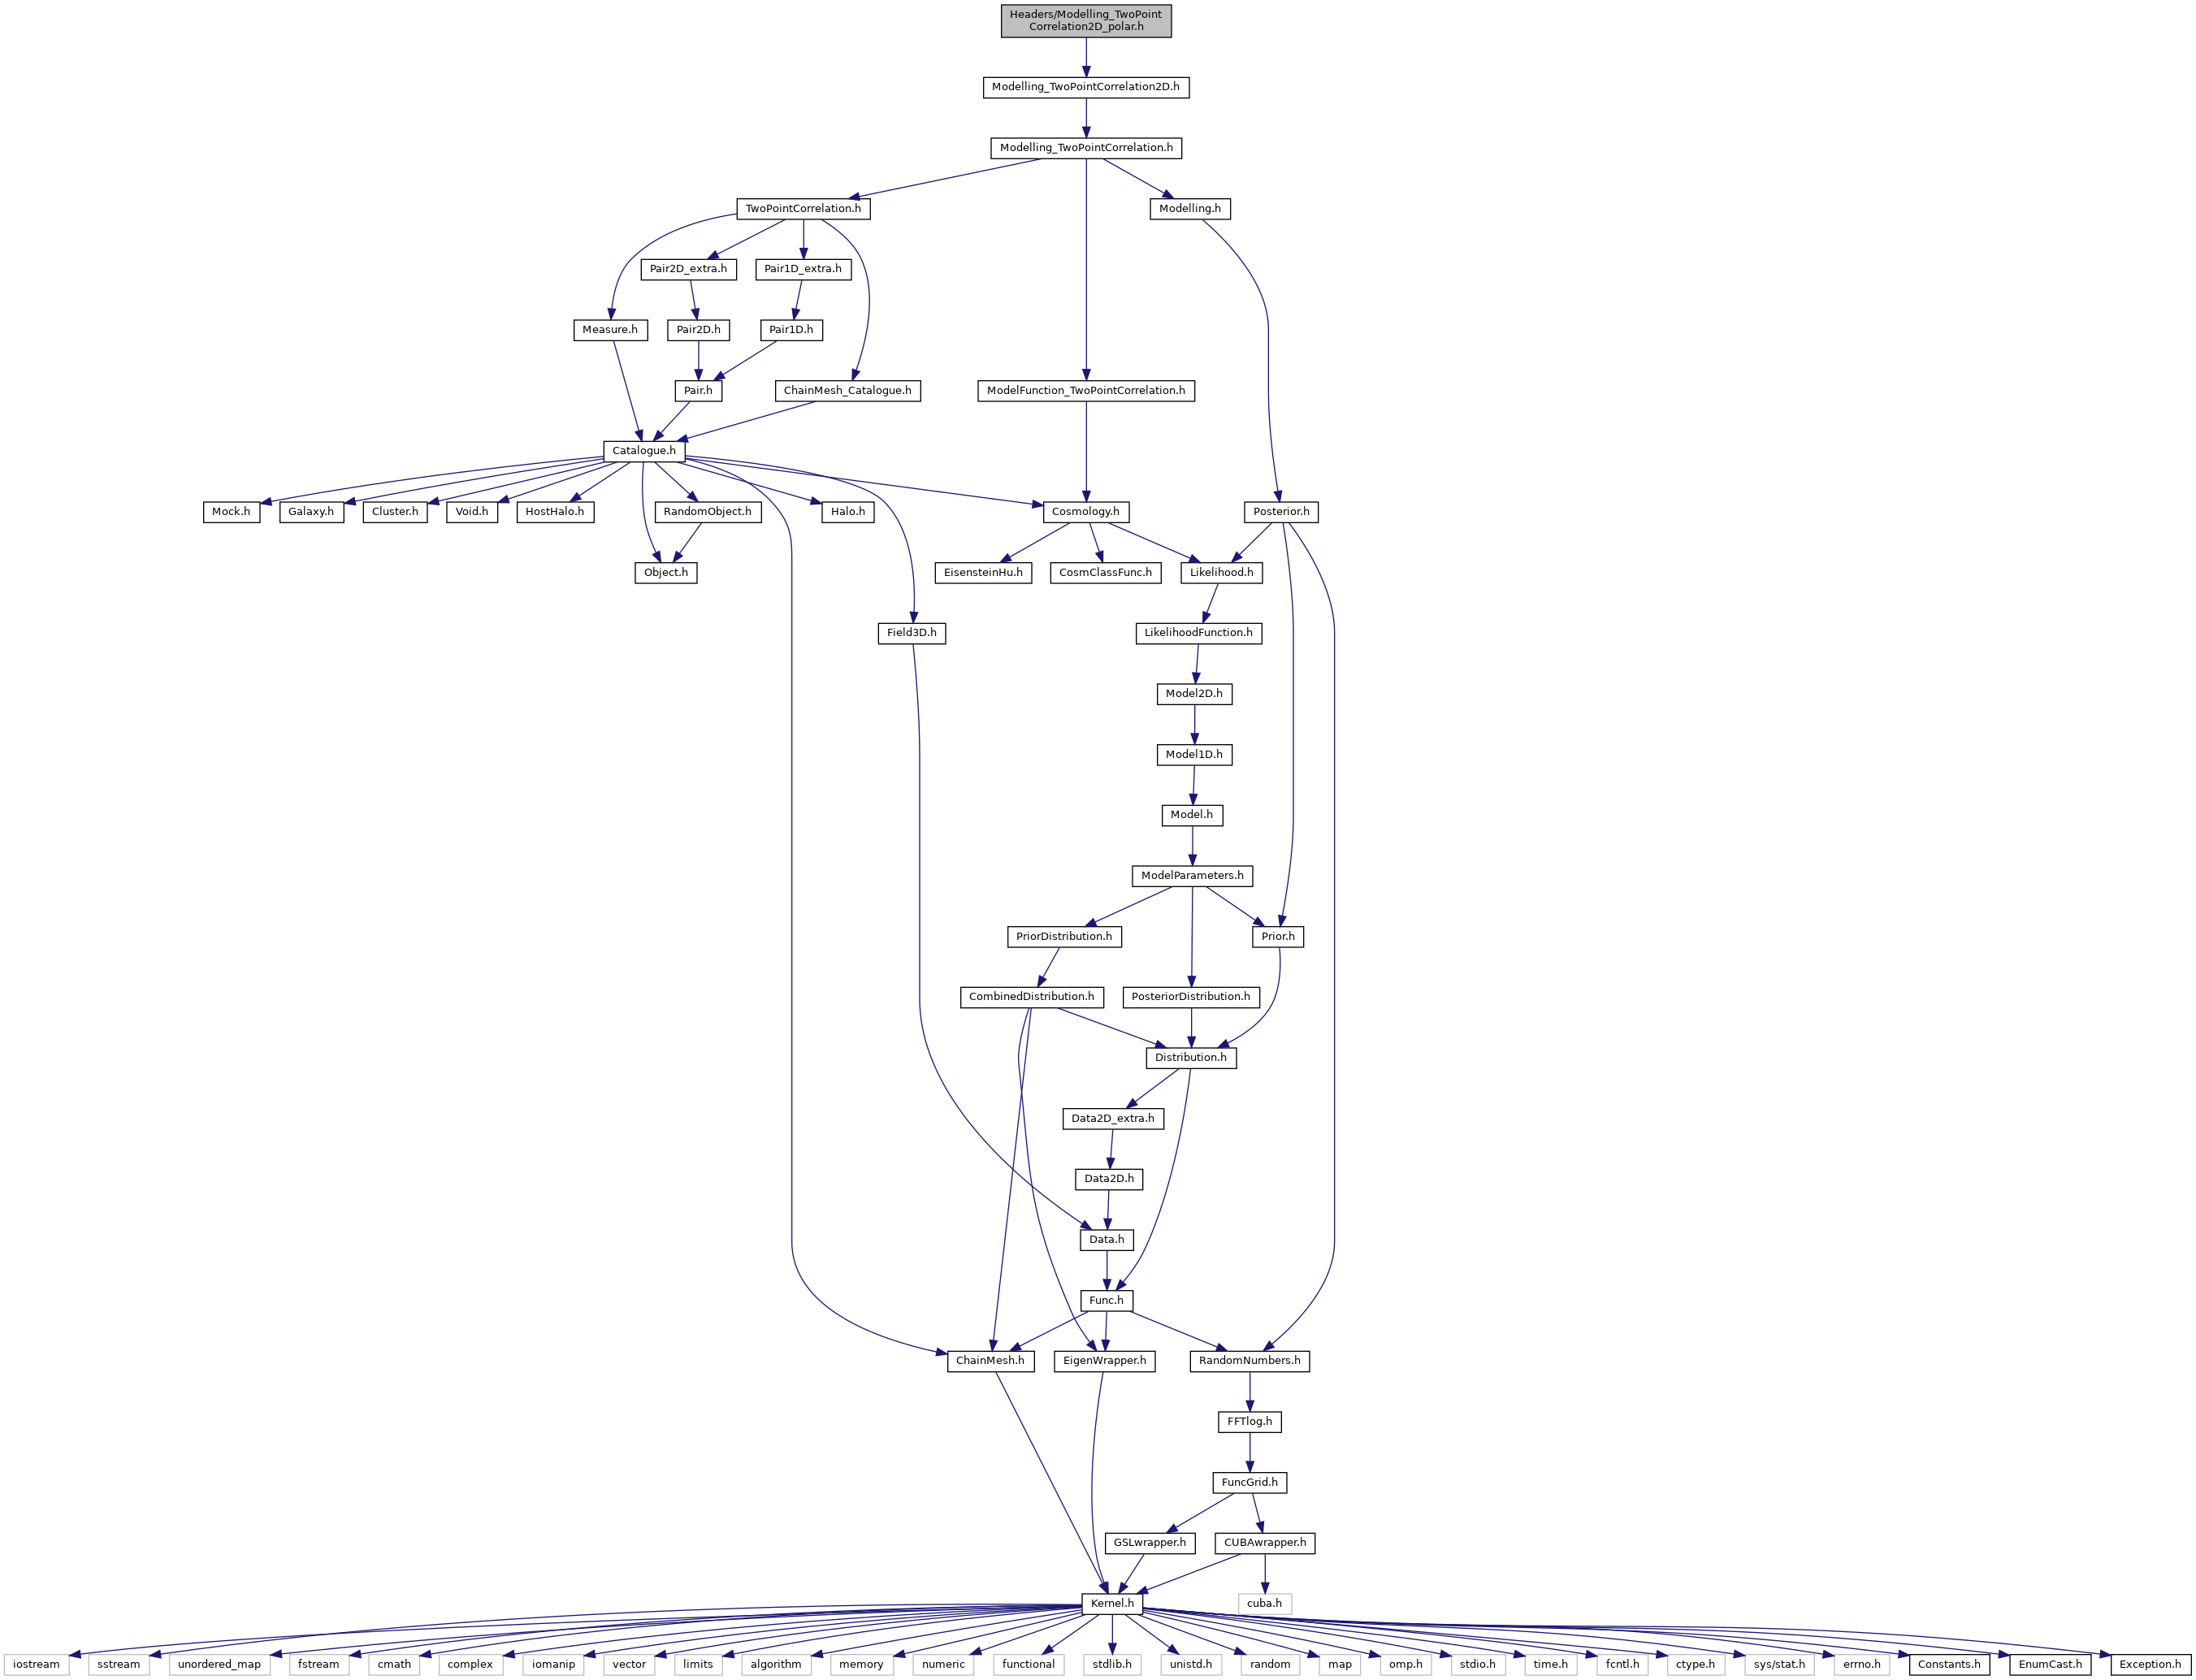 Headers/Modelling_TwoPoint
Correlation2D_polar.h
Modelling_TwoPointCorrelation2D.h
Modelling_TwoPointCorrelation.h
TwoPointCorrelation.h
Modelling.h
Pair2D_extra.h
Pair1D_extra.h
Measure.h
Pair2D.h
Pair1D.h
Pair.h
ChainMesh_Catalogue.h
ModelFunction_TwoPointCorrelation.h
Catalogue.h
Mock.h
Galaxy.h
Cluster.h
Void.h
HostHalo.h
RandomObject.h
Halo.h
Cosmology.h
Posterior.h
Object.h
EisensteinHu.h
CosmClassFunc.h
Likelihood.h
Field3D.h
LikelihoodFunction.h
Model2D.h
Model1D.h
Model.h
ModelParameters.h
PriorDistribution.h
Prior.h
CombinedDistribution.h
PosteriorDistribution.h
Distribution.h
Data2D_extra.h
Data2D.h
Data.h
Func.h
ChainMesh.h
EigenWrapper.h
RandomNumbers.h
FFTlog.h
FuncGrid.h
GSLwrapper.h
CUBAwrapper.h
Kernel.h
cuba.h
iostream
sstream
unordered_map
fstream
cmath
complex
iomanip
vector
limits
algorithm
memory
numeric
functional
stdlib.h
unistd.h
random
map
omp.h
stdio.h
time.h
fcntl.h
ctype.h
sys/stat.h
errno.h
Constants.h
EnumCast.h
Exception.h